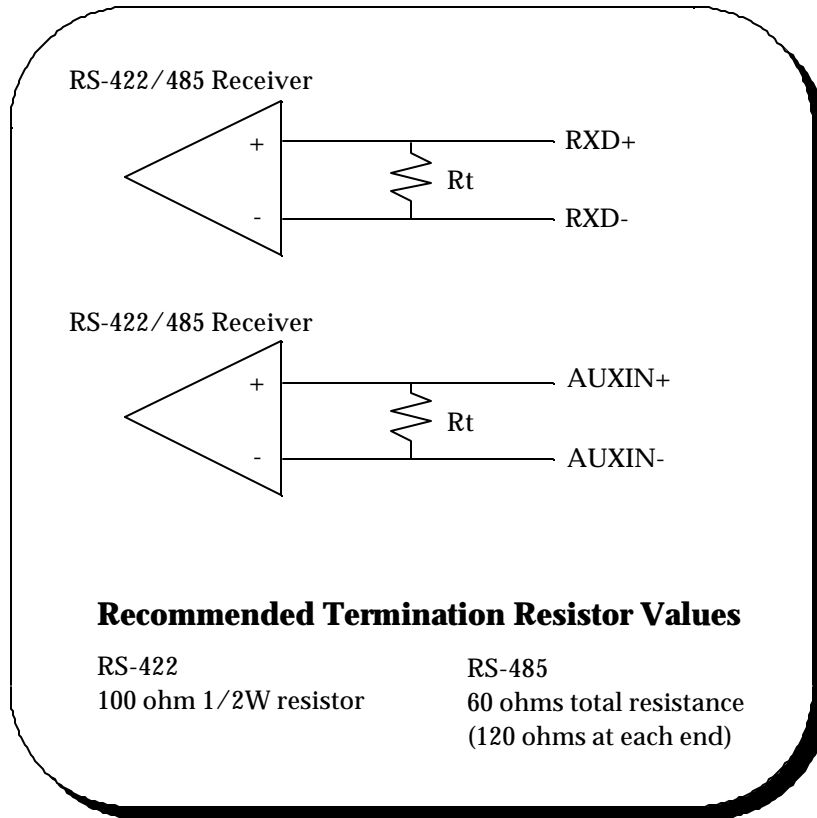 RS-422/485 Receiver
+
RXD+
Rt
-
RXD-
RS-422/485 Receiver
+
AUXIN+
Rt
-
AUXIN-
Recommended Termination Resistor Values
RS-422
100 ohm 1/2W resistor
RS-485
60 ohms total resistance
(120 ohms at each end)